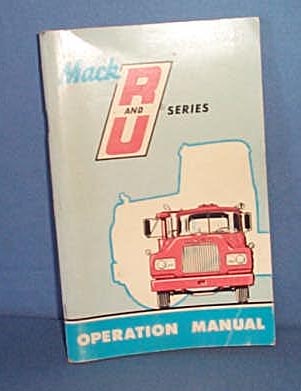 Mack
R
AND
U SERIES
OPERATION MANUAL